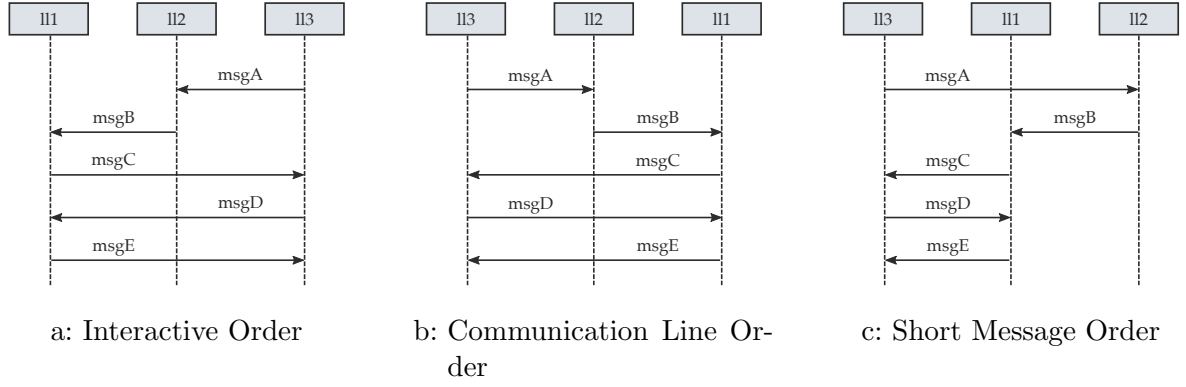 ll1 ll2 ll3
msgA
msgB
msgC
msgD
msgE
a: Interactive Order
ll3 ll2 ll1
msgA
msgB
msgC
msgD
msgE
b: Communication Line Or-
der
ll3 ll1 ll2
msgA
msgB
msgC
msgD
msgE
c: Short Message Order